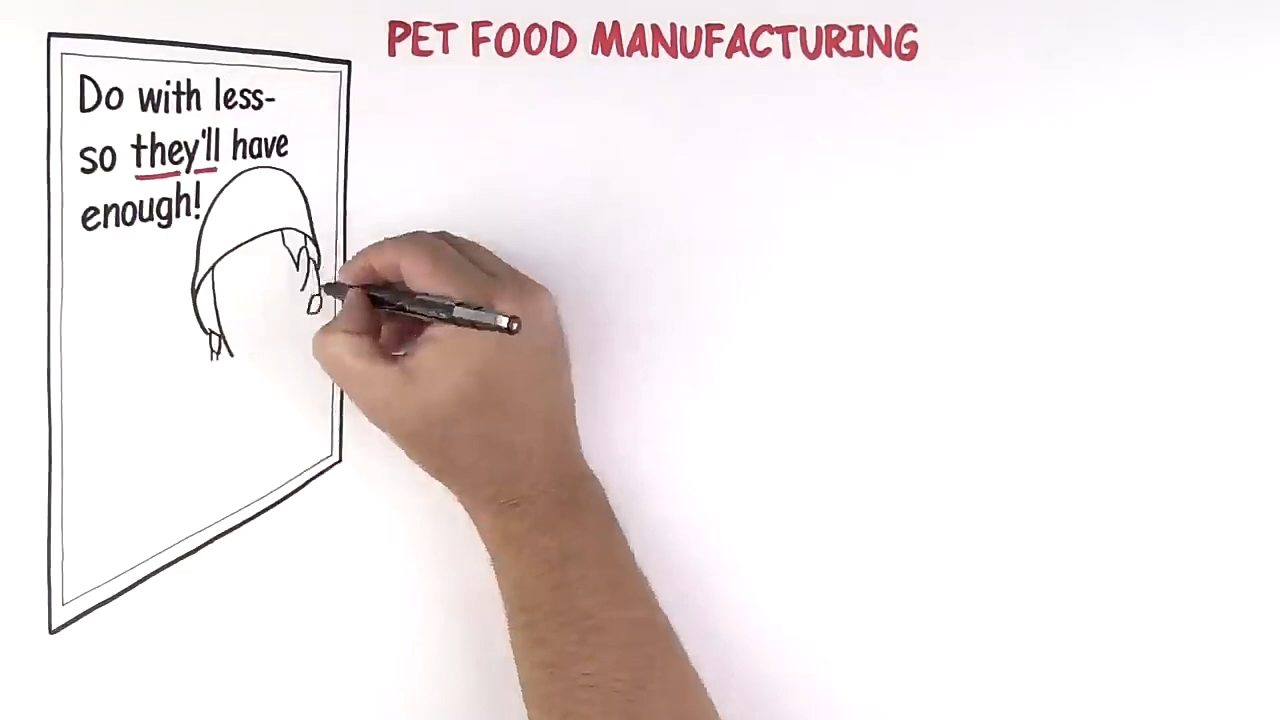 PET FOOD MANUFACTURING
Do with less-
so they'll have
enough!